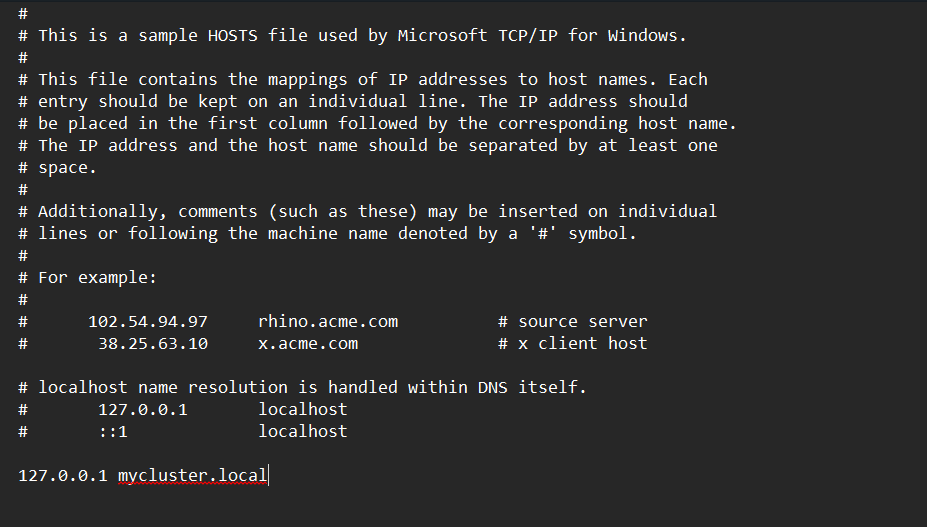 #
# This is a sample HOSTS file used by Microsoft TCP/IP for Windows.
#
# This file contains the mappings of IP addresses to host names. Each
# entry should be kept on an individual line. The IP address should
# be placed in the first column followed by the corresponding host name.
# The IP address and the host name should be separated by at least one
# space.
#
# Additionally, comments (such as these) may be inserted on individual
# lines or following the machine name denoted by a '#' symbol.
#
# For example:
#
#      102.54.94.97     rhino.acme.com          # source server
#       38.25.63.10     x.acme.com              # x client host

# localhost name resolution is handled within DNS itself.
#       127.0.0.1       localhost
#       ::1             localhost

127.0.0.1 mycluster.local